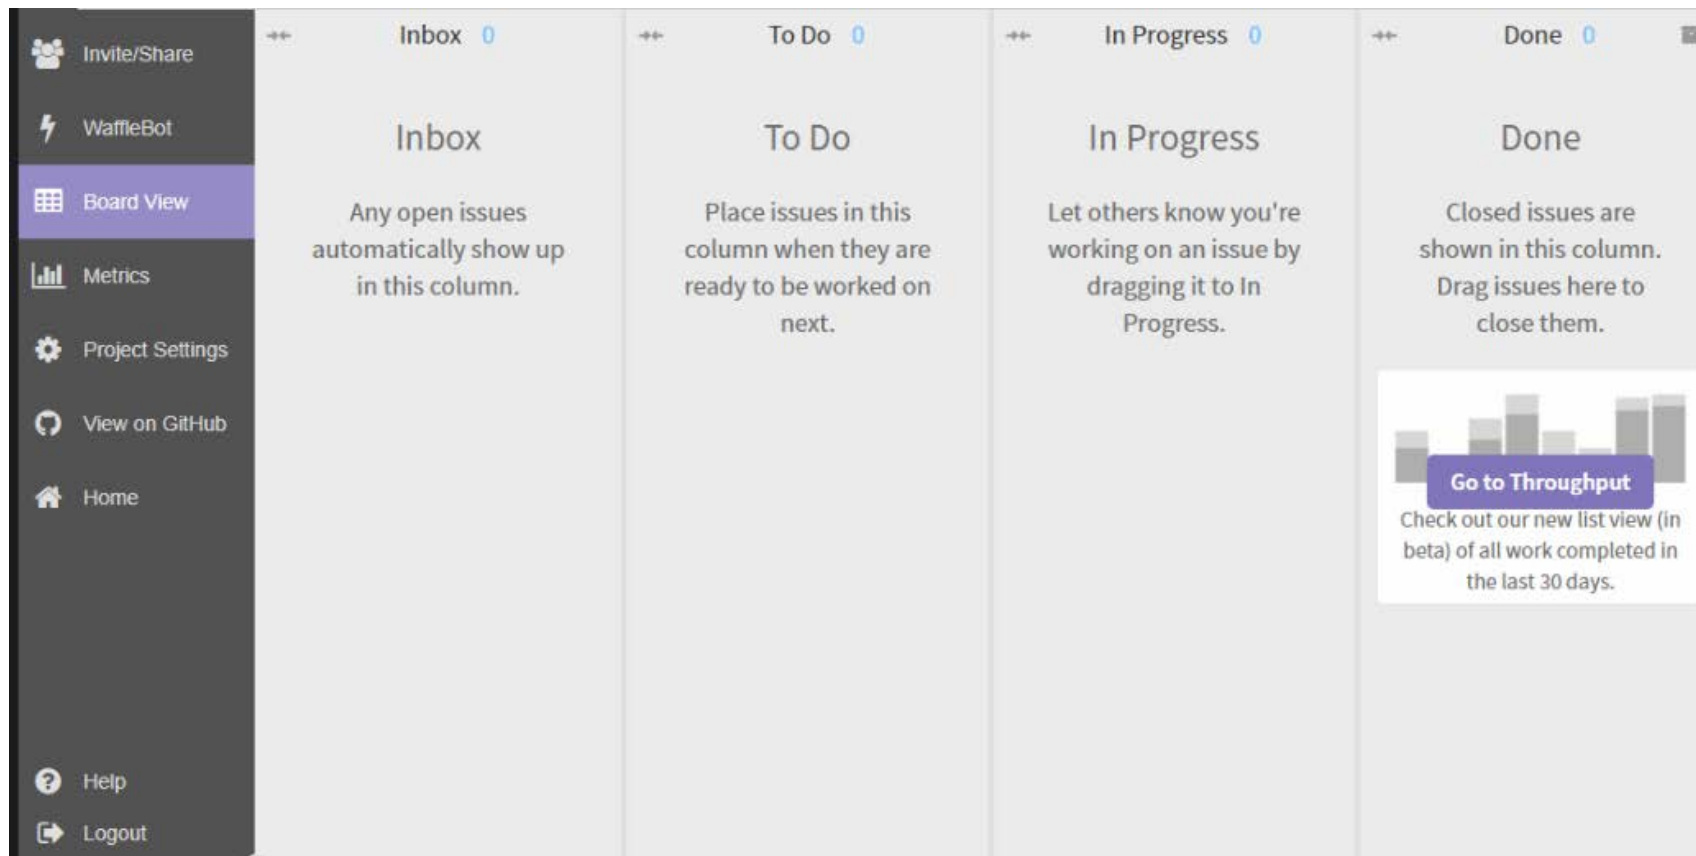 Invite/Share
WaffleBot
Board View
Metrics
Project Settings
View on GitHub
Home
Help
Logout
Inbox 0
Inbox
Any open issues
automatically show up
in this column.
To Do 0
To Do
Place issues in this
column when they are
ready to be worked on
next.
In Progress 0
In Progress
Let others know you're
working on an issue by
dragging it to In
Progress.
Done 0
Done
Closed issues are
shown in this column.
Drag issues here to
close them.
Go to Throughput
Check out our new list view (in
beta) of all work completed in
the last 30 days.